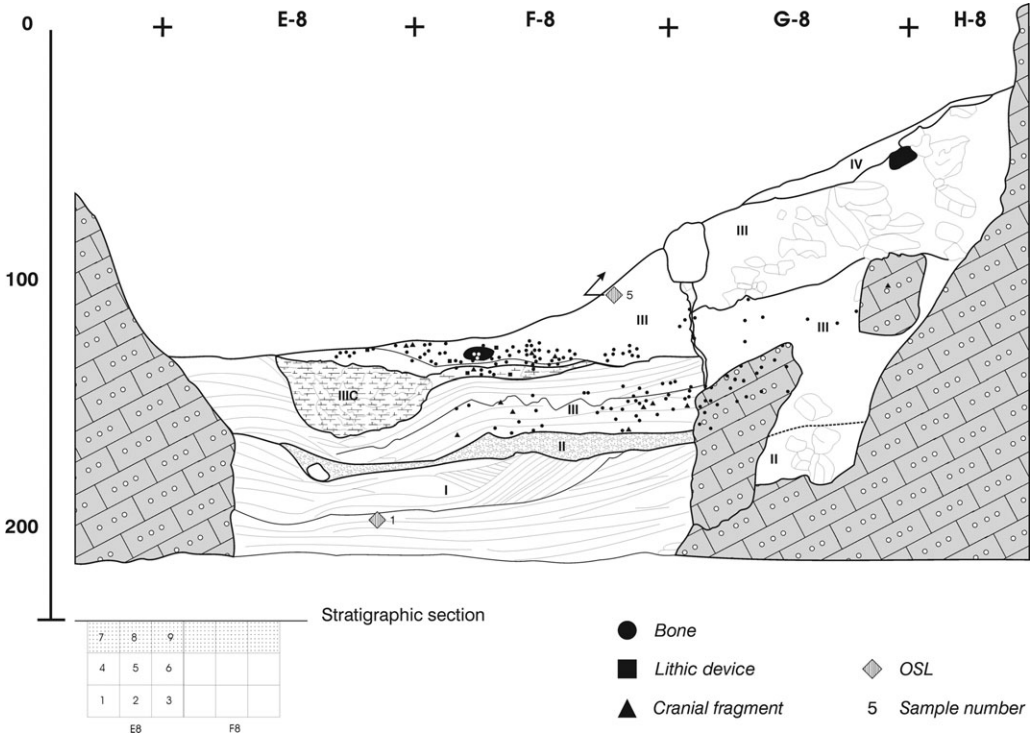 0 E-8 F-8 G-8 H-8
IV
III
100
5
III
III
IIIC
III
II
II
I
200
1
Stratigraphic section
7 8 9
4 5 6
1 2 3
E8 F8
Bone
Lithic device OSL
Cranial fragment 5 Sample number